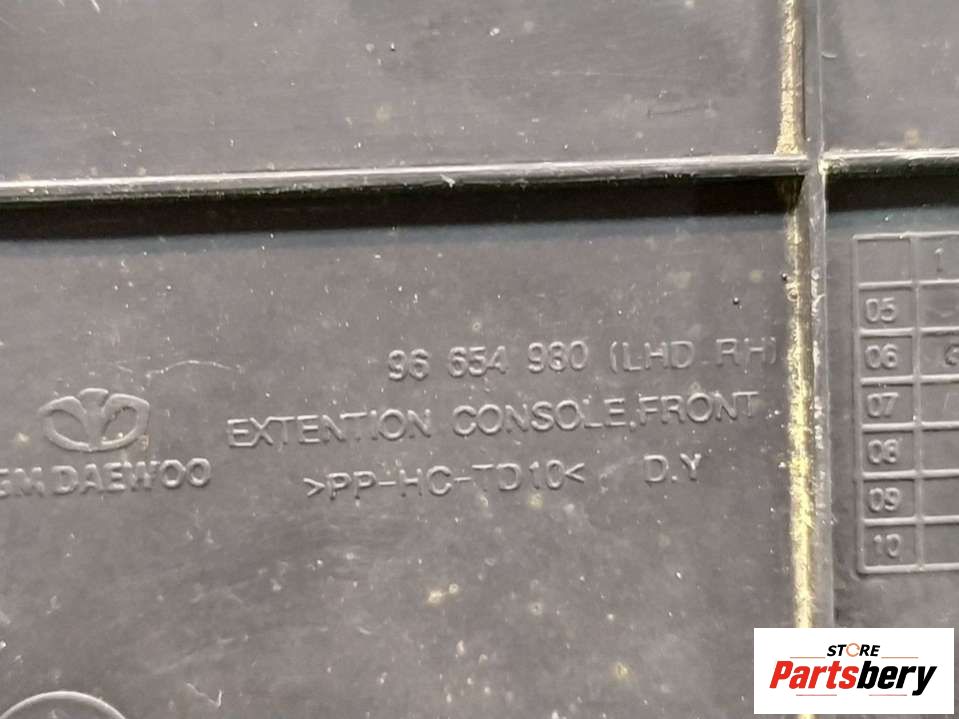 96 654 980 (LHD RH)
EXTENTION CONSOLE,FRONT
>PP-HC-TD10< D.Y
GM DAEWOO
1
05
06
07
08
09
10
STORE
Partsbery